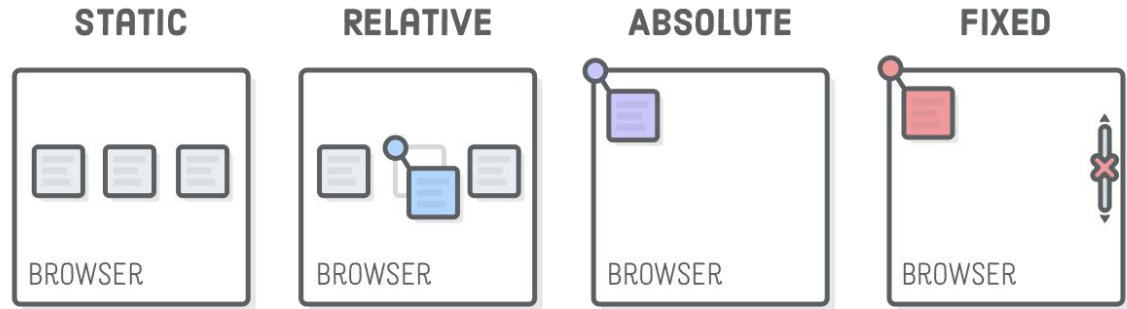 STATIC
RELATIVE
ABSOLUTE
FIXED
BROWSER
BROWSER
BROWSER
BROWSER